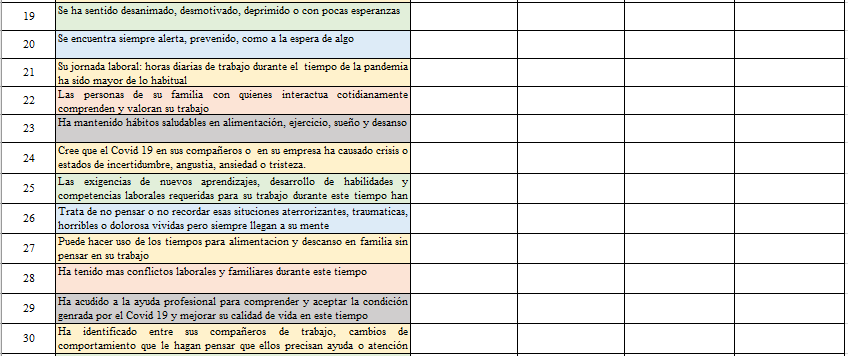 19 Se ha sentido desanimado, desmotivado, deprimido o con pocas esperanzas
20 Se encuentra siempre alerta, prevenido, como a la espera de algo
21 Su jornada laboral: horas diarias de trabajo durante el tiempo de la pandemia
ha sido mayor de lo habitual
22 Las personas de su familia con quienes interactua cotidianamente
comprenden y valoran su trabajo
23 Ha mantenido hábitos saludables en alimentación, ejercicio, sueño y desanso
24 Cree que el Covid 19 en sus compañeros o en su empresa ha causado crisis o
estados de incertidumbre, angustia, ansiedad o tristeza.
25 Las exigencias de nuevos aprendizajes, desarrollo de habilidades y
competencias laborales requeridas para su trabajo durante este tiempo han
26 Trata de no pensar o no recordar esas situciones aterrorizantes, traumaticas,
horribles o dolorosa vividas pero siempre llegan a su mente
27 Puede hacer uso de los tiempos para alimentacion y descanso en familia sin
pensar en su trabajo
28 Ha tenido mas conflictos laborales y familiares durante este tiempo
29 Ha acudido a la ayuda profesional para comprender y aceptar la condición
genrada por el Covid 19 y mejorar su calidad de vida en este tiempo
30 Ha identificado entre sus compañeros de trabajo, cambios de
comportamiento que le hagan pensar que ellos precisan ayuda o atención